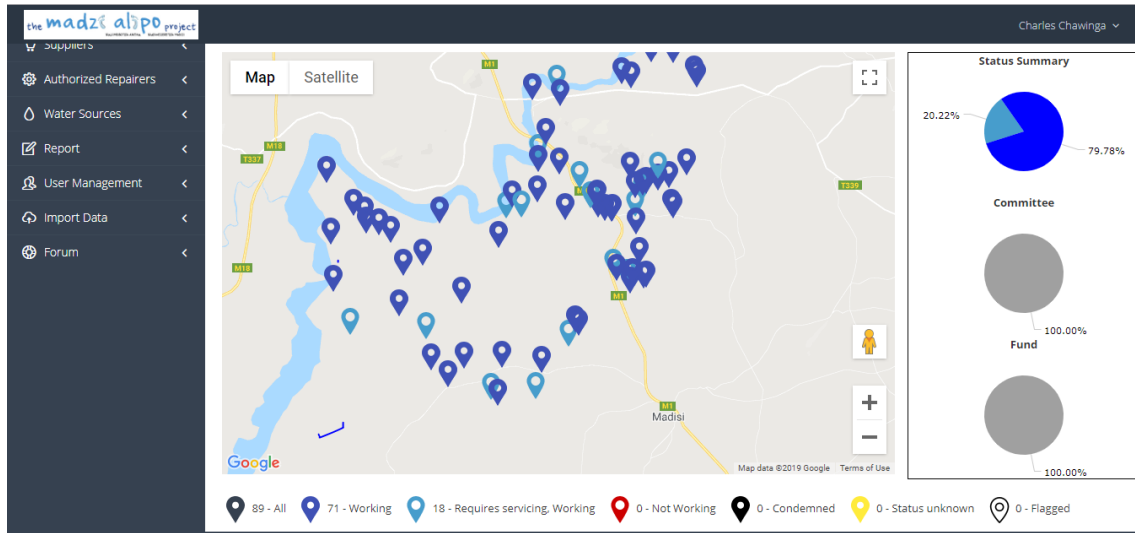 the madzi alipo project
Charles Chawinga
Suppliers
Authorized Repairers
Water Sources
Report
User Management
Import Data
Forum
Map Satellite
M1
M18
T337
T339
M18
M1
M1
Madisi
Google
Map data ©2019 Google Terms of Use
Status Summary
20.22%
79.78%
Committee
100.00%
Fund
100.00%
89 - All
71 - Working
18 - Requires servicing, Working
0 - Not Working
0 - Condemned
0 - Status unknown
0 - Flagged